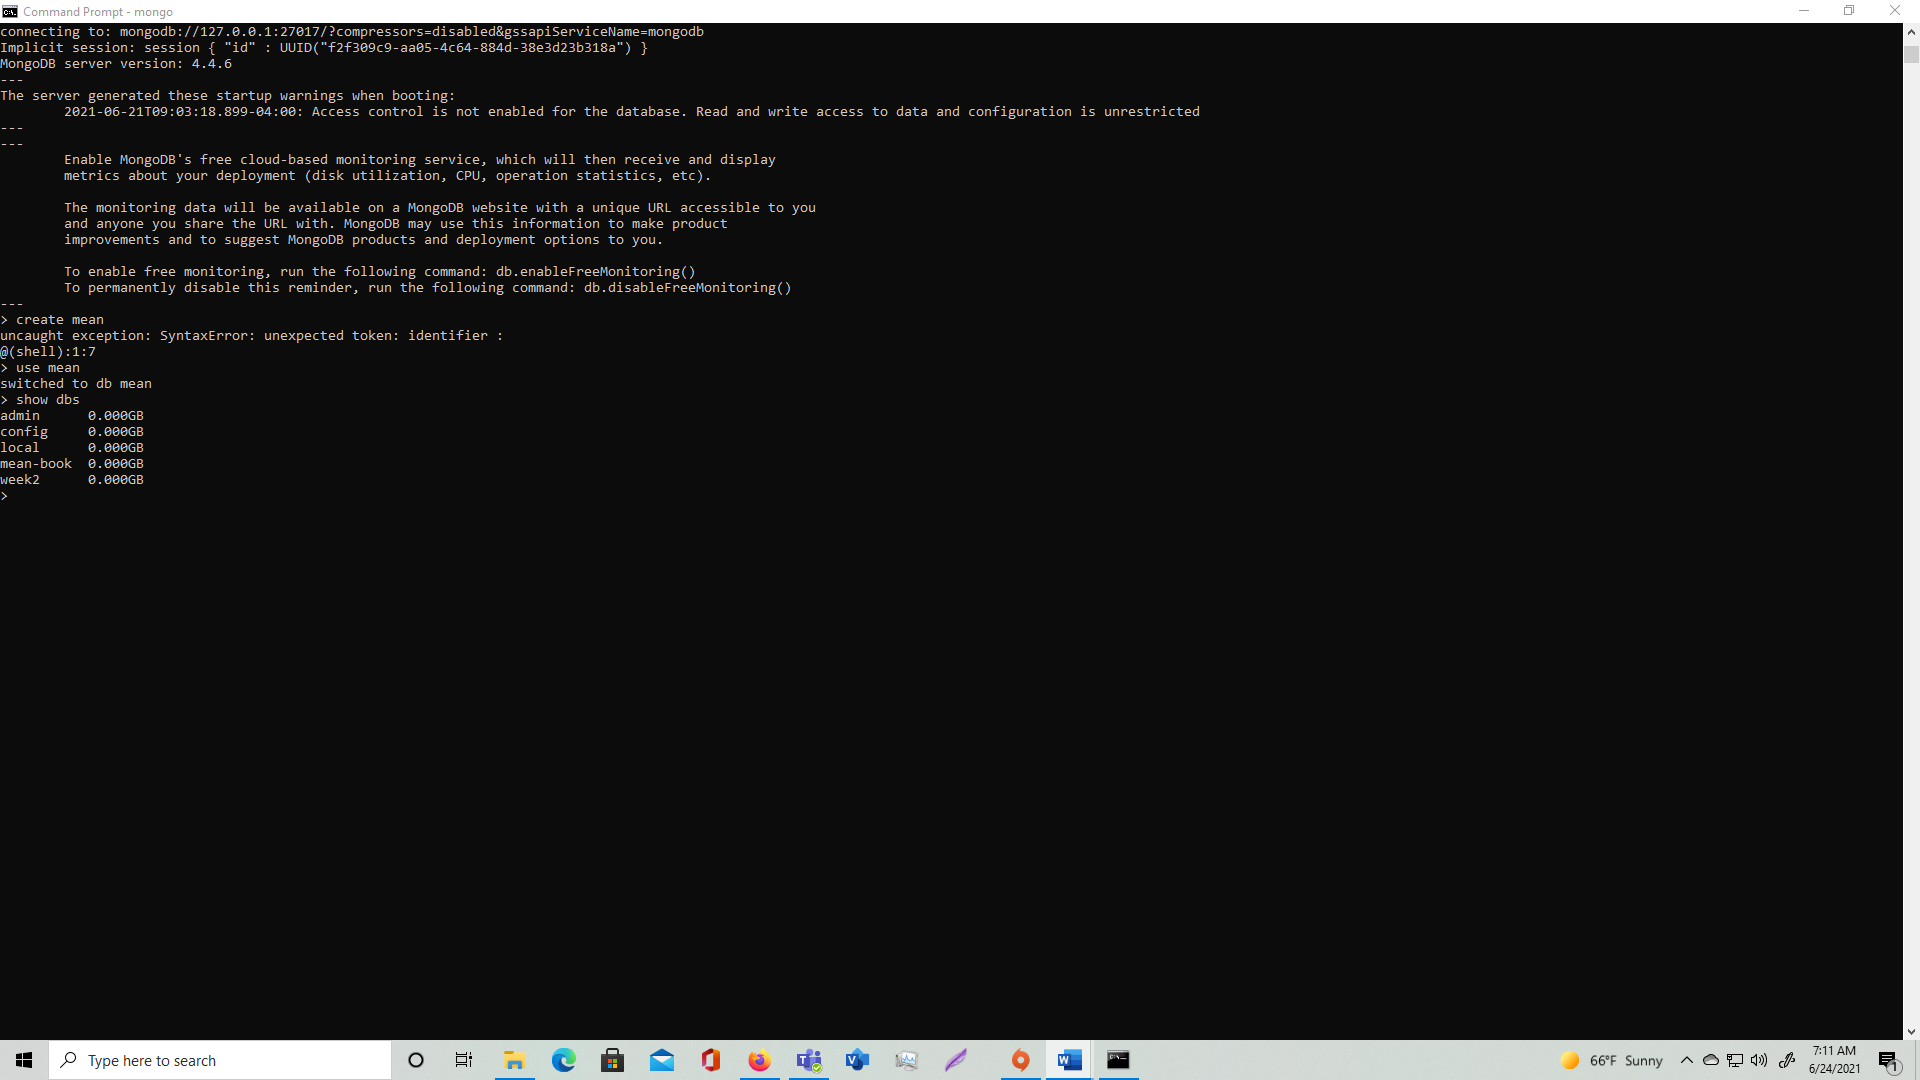 Command Prompt - mongo
connecting to: mongodb://127.0.0.1:27017/?compressors=disabled&gssapiServiceName=mongodb
Implicit session: session { "id" : UUID("f2f309c9-aa05-4c64-884d-38e3d23b318a") }
MongoDB server version: 4.4.6
---
The server generated these startup warnings when booting:
        2021-06-21T09:03:18.899-04:00: Access control is not enabled for the database. Read and write access to data and configuration is unrestricted
---
---
        Enable MongoDB's free cloud-based monitoring service, which will then receive and display
        metrics about your deployment (disk utilization, CPU, operation statistics, etc).

        The monitoring data will be available on a MongoDB website with a unique URL accessible to you
        and anyone you share the URL with. MongoDB may use this information to make product
        improvements and to suggest MongoDB products and deployment options to you.

        To enable free monitoring, run the following command: db.enableFreeMonitoring()
        To permanently disable this reminder, run the following command: db.disableFreeMonitoring()
---
> create mean
uncaught exception: SyntaxError: unexpected token: identifier :
@(shell):1:7
> use mean
switched to db mean
> show dbs
admin      0.000GB
config     0.000GB
local      0.000GB
mean-book  0.000GB
week2      0.000GB
>
Type here to search
66°F Sunny
7:11 AM
6/24/2021
1